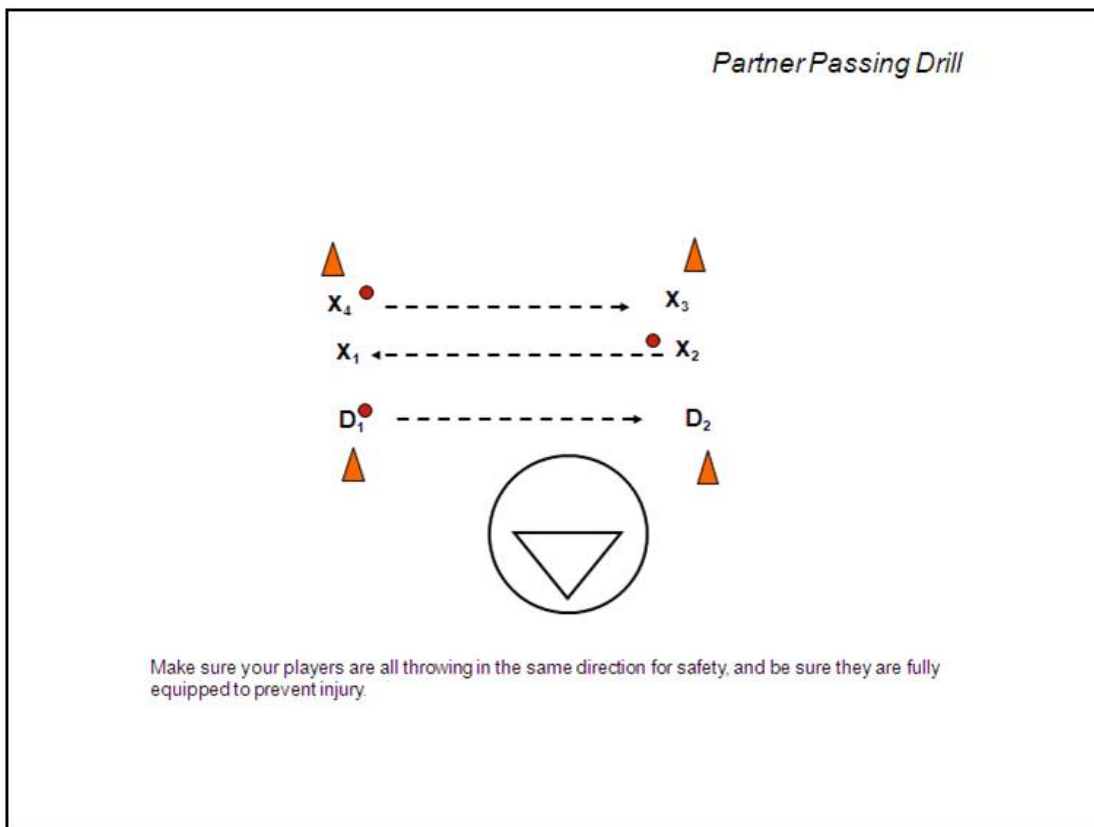 Partner Passing Drill
X4 X3
X1 X2
D1 D2
Make sure your players are all throwing in the same direction for safety, and be sure they are fully
equipped to prevent injury.